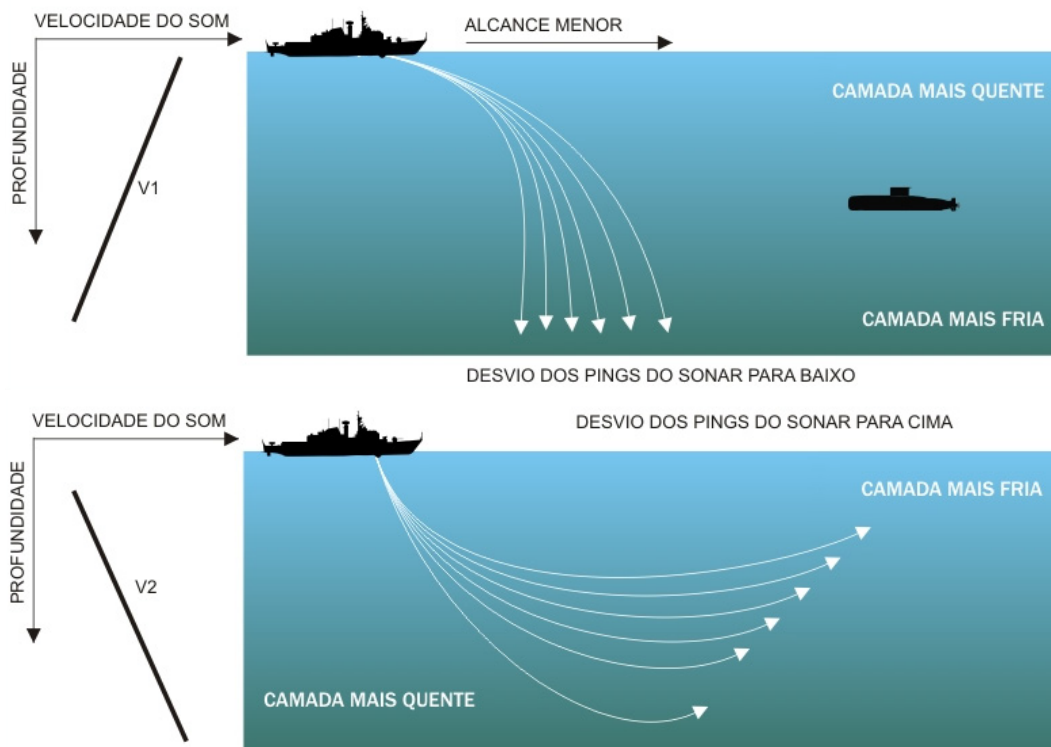 VELOCIDADE DO SOM
ALCANCE MENOR
PROFUNDIDADE
V1
CAMADA MAIS QUENTE
CAMADA MAIS FRIA
DESVIO DOS PINGS DO SONAR PARA BAIXO
VELOCIDADE DO SOM
DESVIO DOS PINGS DO SONAR PARA CIMA
PROFUNDIDADE
V2
CAMADA MAIS FRIA
CAMADA MAIS QUENTE